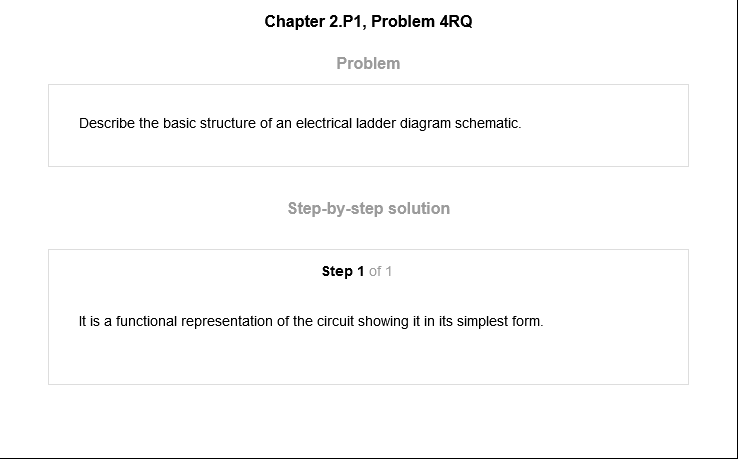 Chapter 2.P1, Problem 4RQ
Problem
Describe the basic structure of an electrical ladder diagram schematic.
Step-by-step solution
Step 1 of 1
It is a functional representation of the circuit showing it in its simplest form.